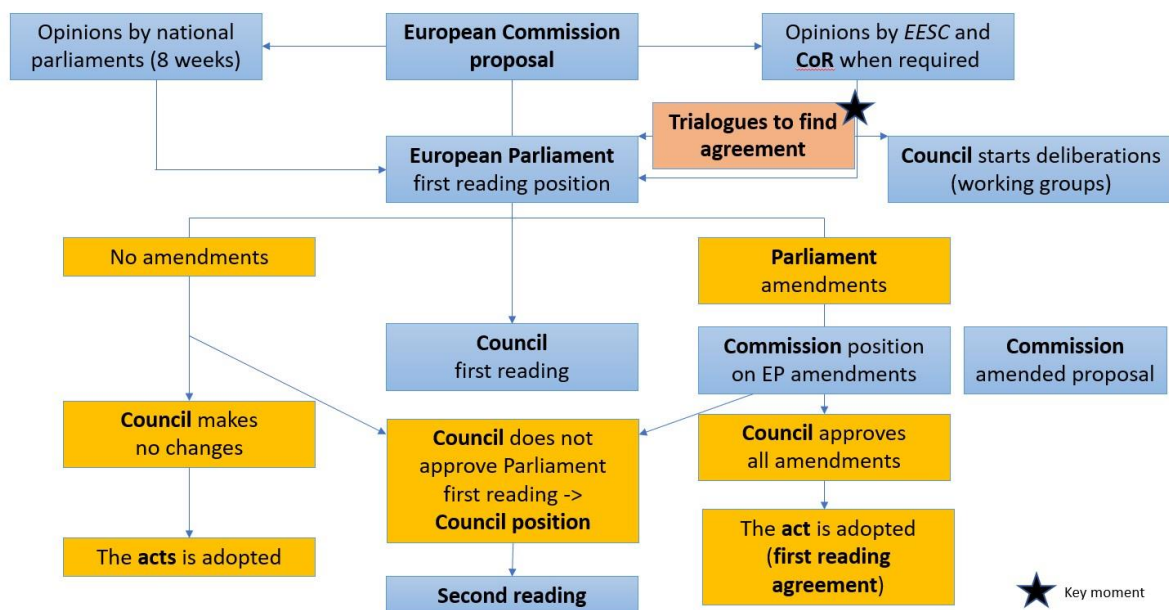 Opinions by national
parliaments (8 weeks)
European Commission
proposal
Opinions by EESC and
CoR when required
Trialogues to find
agreement
European Parliament
first reading position
Council starts deliberations
(working groups)
No amendments
Parliament
amendments
Council
first reading
Commission position
on EP amendments
Commission
amended proposal
Council makes
no changes
Council does not
approve Parliament
first reading ->
Council position
Council approves
all amendments
The acts is adopted
The act is adopted
(first reading
agreement)
Second reading
Key moment